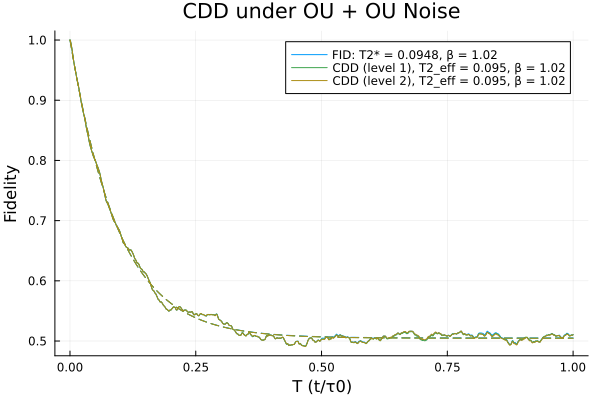 CDD under OU + OU Noise
FID: T2* = 0.0948, β = 1.02
CDD (level 1), T2_eff = 0.095, β = 1.02
CDD (level 2), T2_eff = 0.095, β = 1.02
Fidelity
1.0
0.9
0.8
0.7
0.6
0.5
0.00
0.25
0.50
0.75
1.00
T (t/τ0)